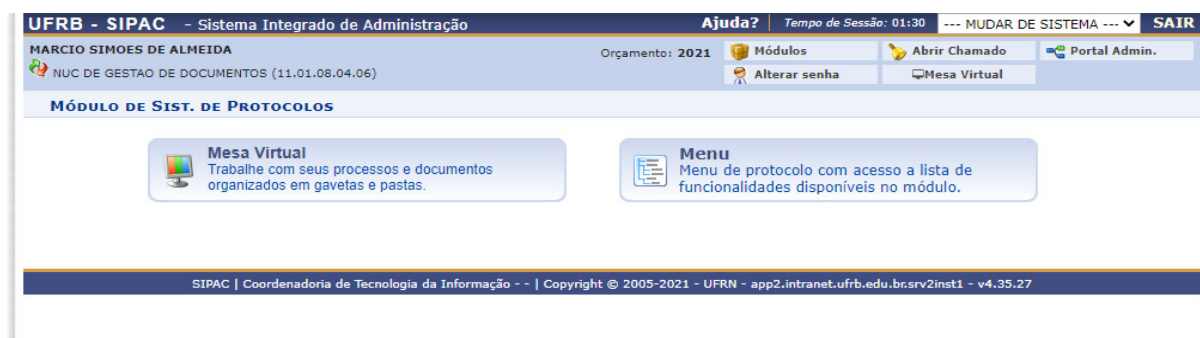 UFRB - SIPAC - Sistema Integrado de Administração Ajuda? Tempo de Sessão: 01:30 --- MUDAR DE SISTEMA --- SAIR
MARCIO SIMOES DE ALMEIDA Orçamento: 2021 Módulos Abrir Chamado Portal Admin.
NUC DE GESTAO DE DOCUMENTOS (11.01.08.04.06) Alterar senha Mesa Virtual
MÓDULO DE SIST. DE PROTOCOLOS
Mesa Virtual
Trabalhe com seus processos e documentos
organizados em gavetas e pastas.
Menu
Menu de protocolo com acesso a lista de
funcionalidades disponíveis no módulo.
SIPAC | Coordenadoria de Tecnologia da Informação - - | Copyright © 2005-2021 - UFRN - app2.intranet.ufrb.edu.br.srv2inst1 - v4.35.27